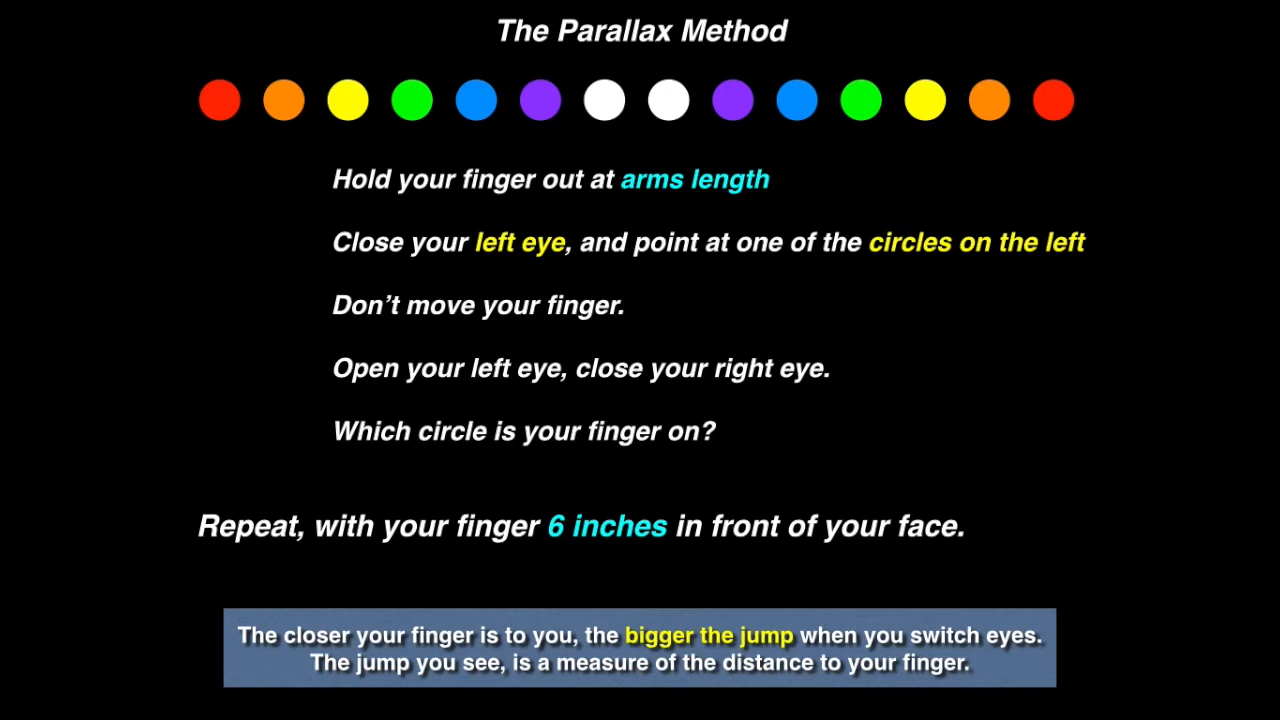 The Parallax Method
Hold your finger out at arms length
Close your left eye, and point at one of the circles on the left
Don’t move your finger.
Open your left eye, close your right eye.
Which circle is your finger on?
Repeat, with your finger 6 inches in front of your face.
The closer your finger is to you, the bigger the jump when you switch eyes.
The jump you see, is a measure of the distance to your finger.